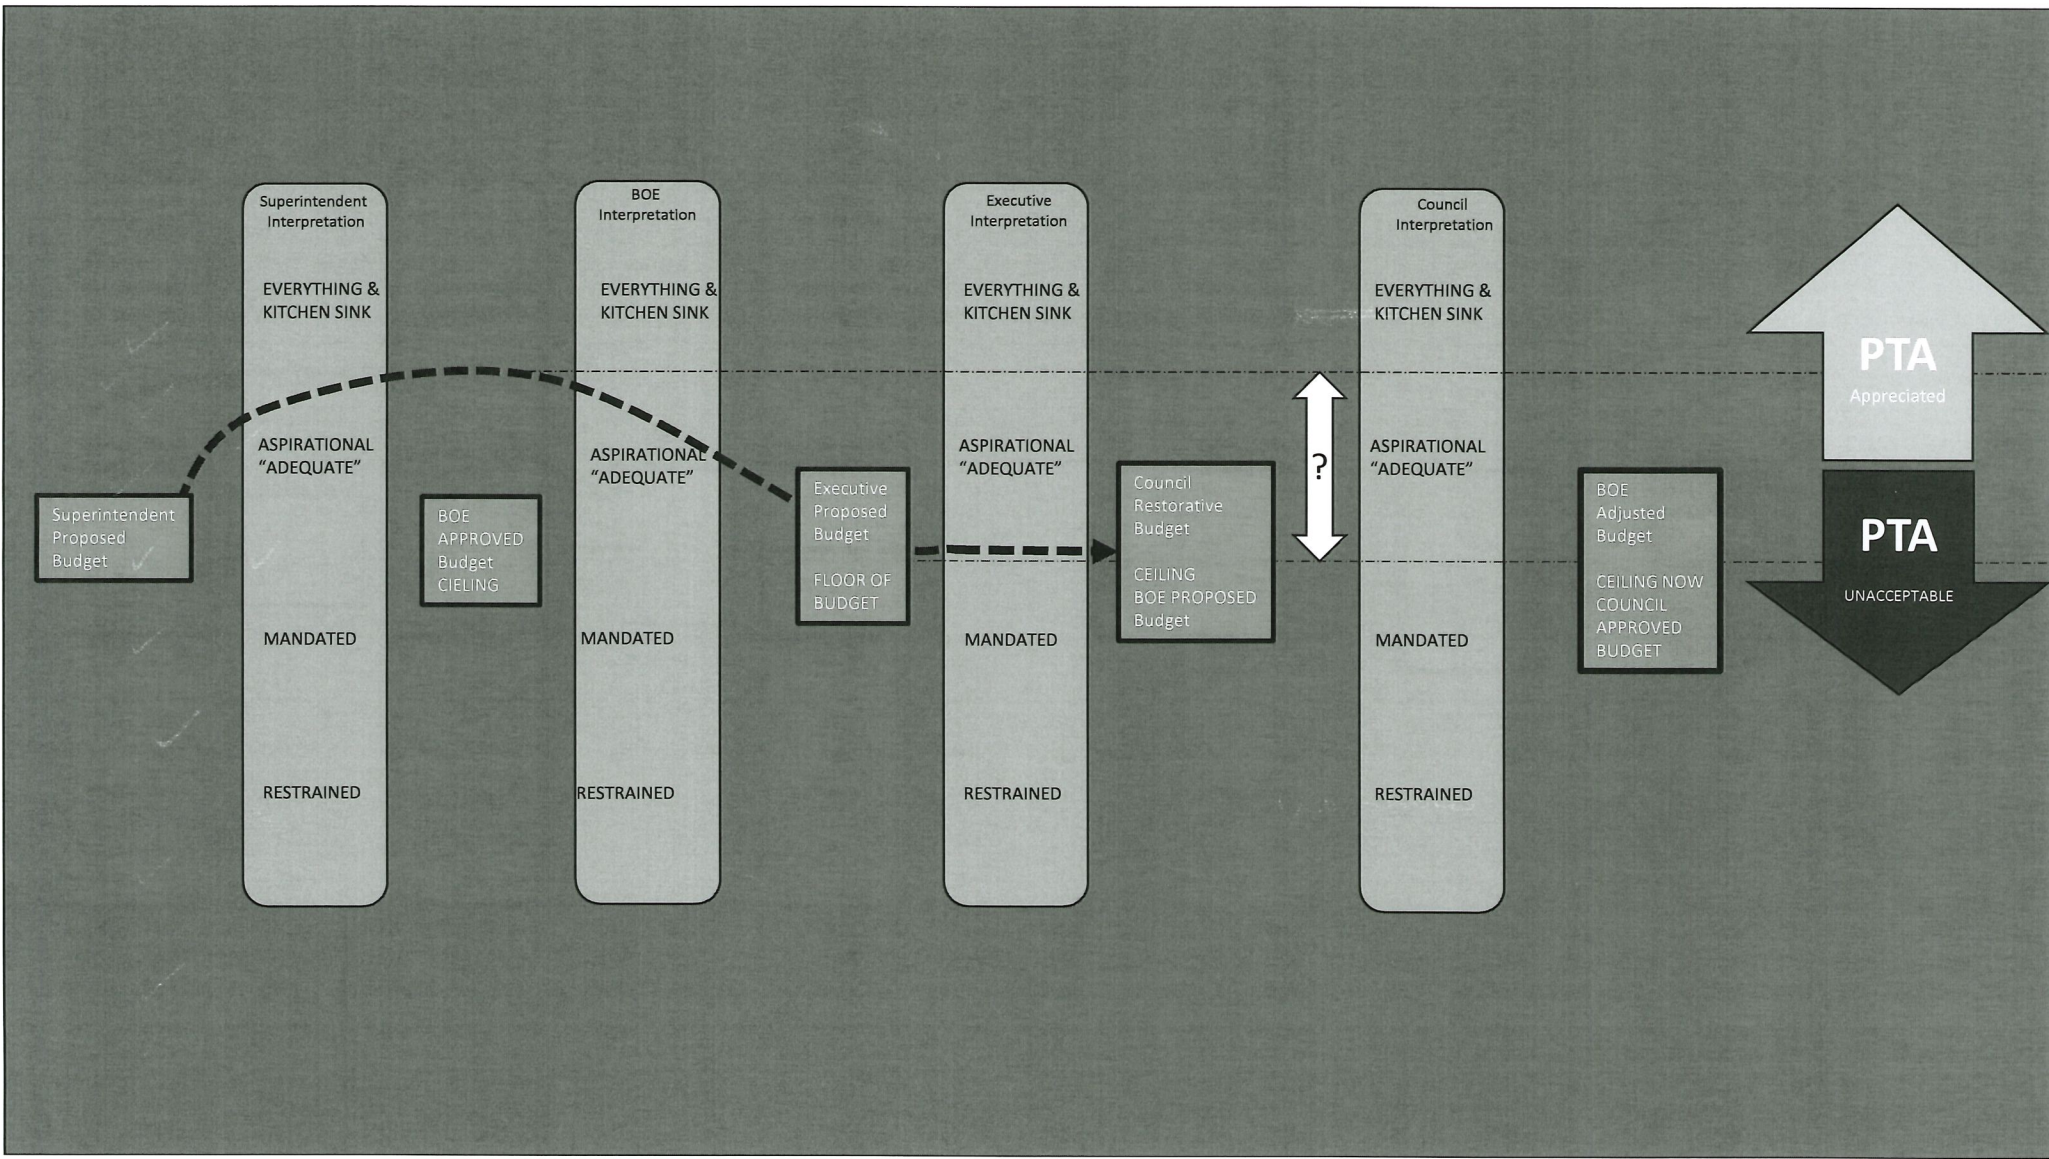 Superintendent
Proposed
Budget
Superintendent
Interpretation
EVERYTHING &
KITCHEN SINK
ASPIRATIONAL
“ADEQUATE”
MANDATED
RESTRAINED
BOE
APPROVED
Budget
CIELING
BOE
Interpretation
EVERYTHING &
KITCHEN SINK
ASPIRATIONAL
“ADEQUATE”
MANDATED
RESTRAINED
Executive
Proposed
Budget
FLOOR OF
BUDGET
Executive
Interpretation
EVERYTHING &
KITCHEN SINK
ASPIRATIONAL
“ADEQUATE”
MANDATED
RESTRAINED
Council
Restorative
Budget
CEILING
BOE PROPOSED
Budget
?
Council
Interpretation
EVERYTHING &
KITCHEN SINK
ASPIRATIONAL
“ADEQUATE”
MANDATED
RESTRAINED
BOE
Adjusted
Budget
CEILING NOW
COUNCIL
APPROVED
BUDGET
PTA
Appreciated
PTA
UNACCEPTABLE